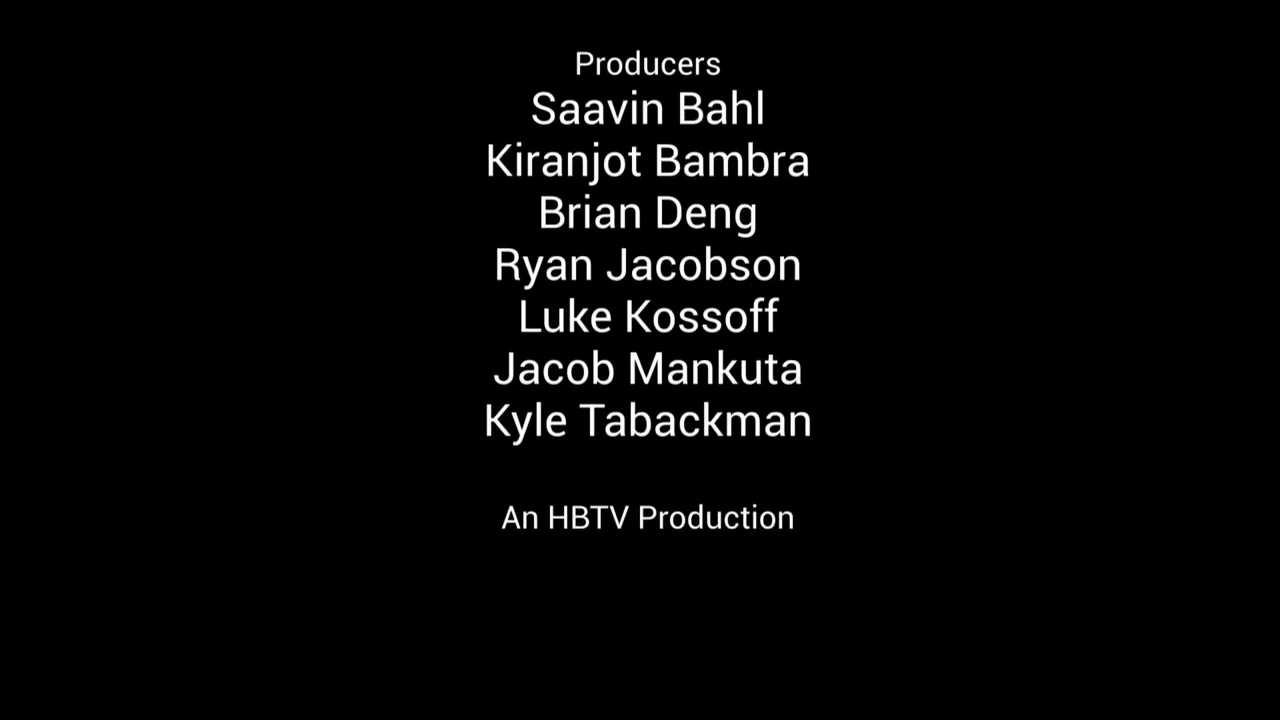 Producers
Saavin Bahl
Kiranjot Bambra
Brian Deng
Ryan Jacobson
Luke Kossoff
Jacob Mankuta
Kyle Tabackman
An HBTV Production